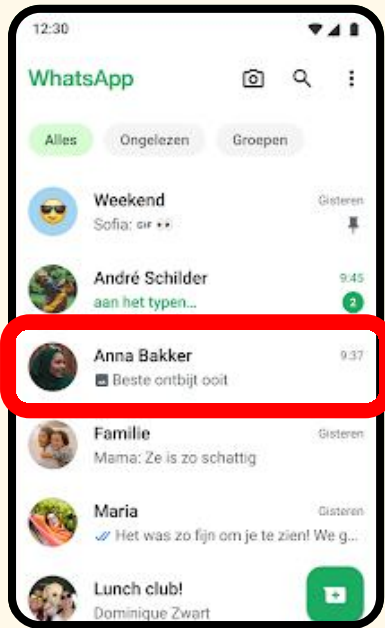 12:30
WhatsApp
Alles Ongelezen Groepen
Weekend Gisteren
Sofia: GIF 👀
André Schilder 9:45
aan het typen... 2
Anna Bakker 9.37
Beste ontbijt ooit
Familie Gisteren
Mama: Ze is zo schattig
Maria Gisteren
Het was zo fijn om je te zien! We g...
Lunch club!
Dominique Zwart